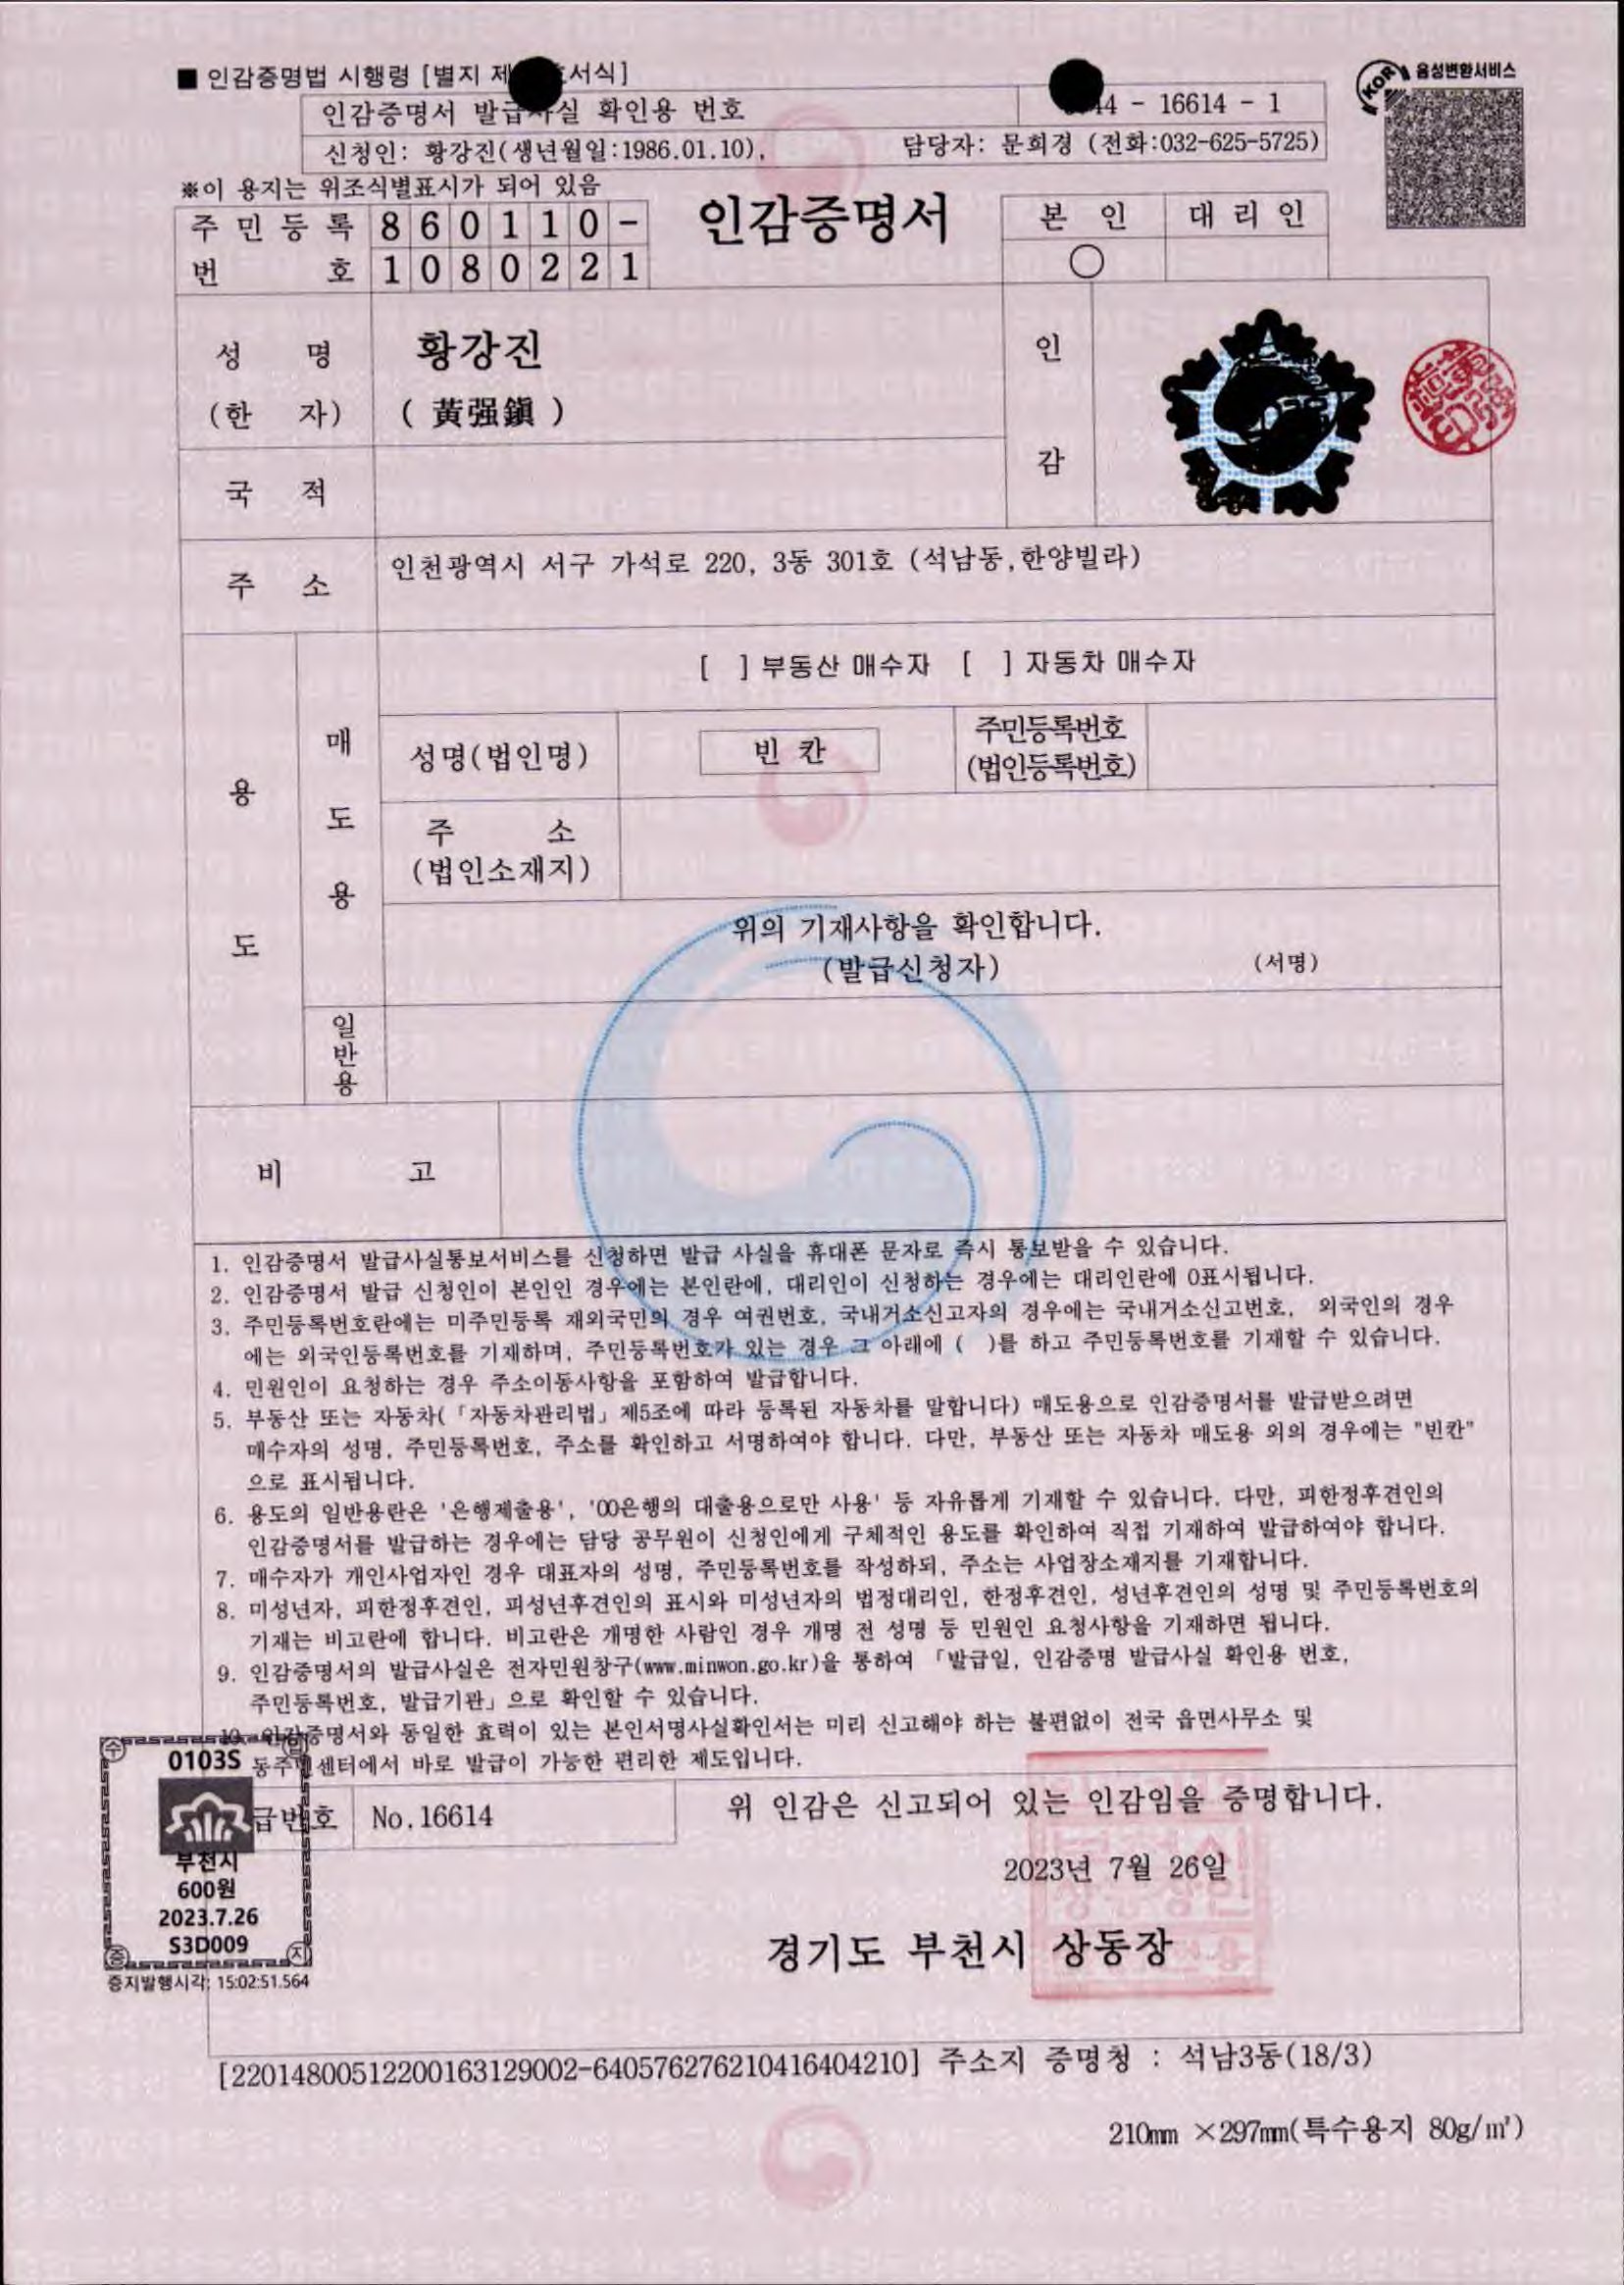 ■ 인감증명법 시행령 [별지 제 호서식]
음성변환서비스
KOR
인감증명서 발급사실 확인용 번호
44 - 16614 - 1
신청인: 황강진(생년월일:1986.01.10), 담당자: 문희경 (전화:032-625-5725)
※이 용지는 위조식별표시가 되어 있음
주민등록번호 860110-1080221
인감증명서
본 인 대 리 인
○
성 명 황강진
(한 자) ( 黃强鎭 )
인 감
국 적
주 소 인천광역시 서구 가석로 220, 3동 301호 (석남동,한양빌라)
용 도
매 도 용
[ ] 부동산 매수자 [ ] 자동차 매수자
성명(법인명) 빈 칸 주민등록번호
(법인등록번호)
주 소
(법인소재지)
위의 기재사항을 확인합니다.
(발급신청자) (서명)
일반용
비 고
1. 인감증명서 발급사실통보서비스를 신청하면 발급 사실을 휴대폰 문자로 즉시 통보받을 수 있습니다.
2. 인감증명서 발급 신청인이 본인인 경우에는 본인란에, 대리인이 신청하는 경우에는 대리인란에 0표시됩니다.
3. 주민등록번호란에는 미주민등록 재외국민의 경우 여권번호, 국내거소신고자의 경우에는 국내거소신고번호, 외국인의 경우
에는 외국인등록번호를 기재하며, 주민등록번호가 있는 경우 그 아래에 ( )를 하고 주민등록번호를 기재할 수 있습니다.
4. 민원인이 요청하는 경우 주소이동사항을 포함하여 발급합니다.
5. 부동산 또는 자동차(「자동차관리법」제5조에 따라 등록된 자동차를 말합니다) 매도용으로 인감증명서를 발급받으려면
매수자의 성명, 주민등록번호, 주소를 확인하고 서명하여야 합니다. 다만, 부동산 또는 자동차 매도용 외의 경우에는 "빈칸"
으로 표시됩니다.
6. 용도의 일반용란은 '은행제출용', '00은행의 대출용으로만 사용' 등 자유롭게 기재할 수 있습니다. 다만, 피한정후견인의
인감증명서를 발급하는 경우에는 담당 공무원이 신청인에게 구체적인 용도를 확인하여 직접 기재하여 발급하여야 합니다.
7. 매수자가 개인사업자인 경우 대표자의 성명, 주민등록번호를 작성하되, 주소는 사업장소재지를 기재합니다.
8. 미성년자, 피한정후견인, 피성년후견인의 표시와 미성년자의 법정대리인, 한정후견인, 성년후견인의 성명 및 주민등록번호의
기재는 비고란에 합니다. 비고란은 개명한 사람인 경우 개명 전 성명 등 민원인 요청사항을 기재하면 됩니다.
9. 인감증명서의 발급사실은 전자민원창구(www.minwon.go.kr)을 통하여 「발급일, 인감증명 발급사실 확인용 번호,
주민등록번호, 발급기관」으로 확인할 수 있습니다.
10. 인감증명서와 동일한 효력이 있는 본인서명사실확인서는 미리 신고해야 하는 불편없이 전국 읍면사무소 및
동주민센터에서 바로 발급이 가능한 편리한 제도입니다.
급번호 No.16614
위 인감은 신고되어 있는 인감임을 증명합니다.
2023년 7월 26일
경기도 부천시 상동장
수 입
0103S
부천시
600원
2023.7.26
S3D009
증 지
증지발행시각: 15:02:51.564
[22014800512200163129002-640576276210416404210] 주소지 증명청 : 석남3동(18/3)
210mm ×297mm(특수용지 80g/㎡)